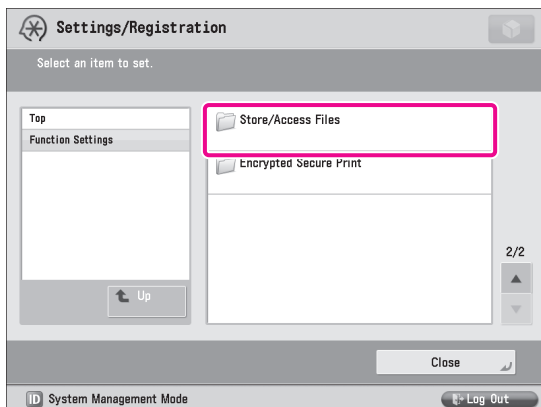 Settings/Registration
Select an item to set.
Top
Function Settings
Store/Access Files
Encrypted Secure Print
2/2
Up
Close
ID System Management Mode
Log Out